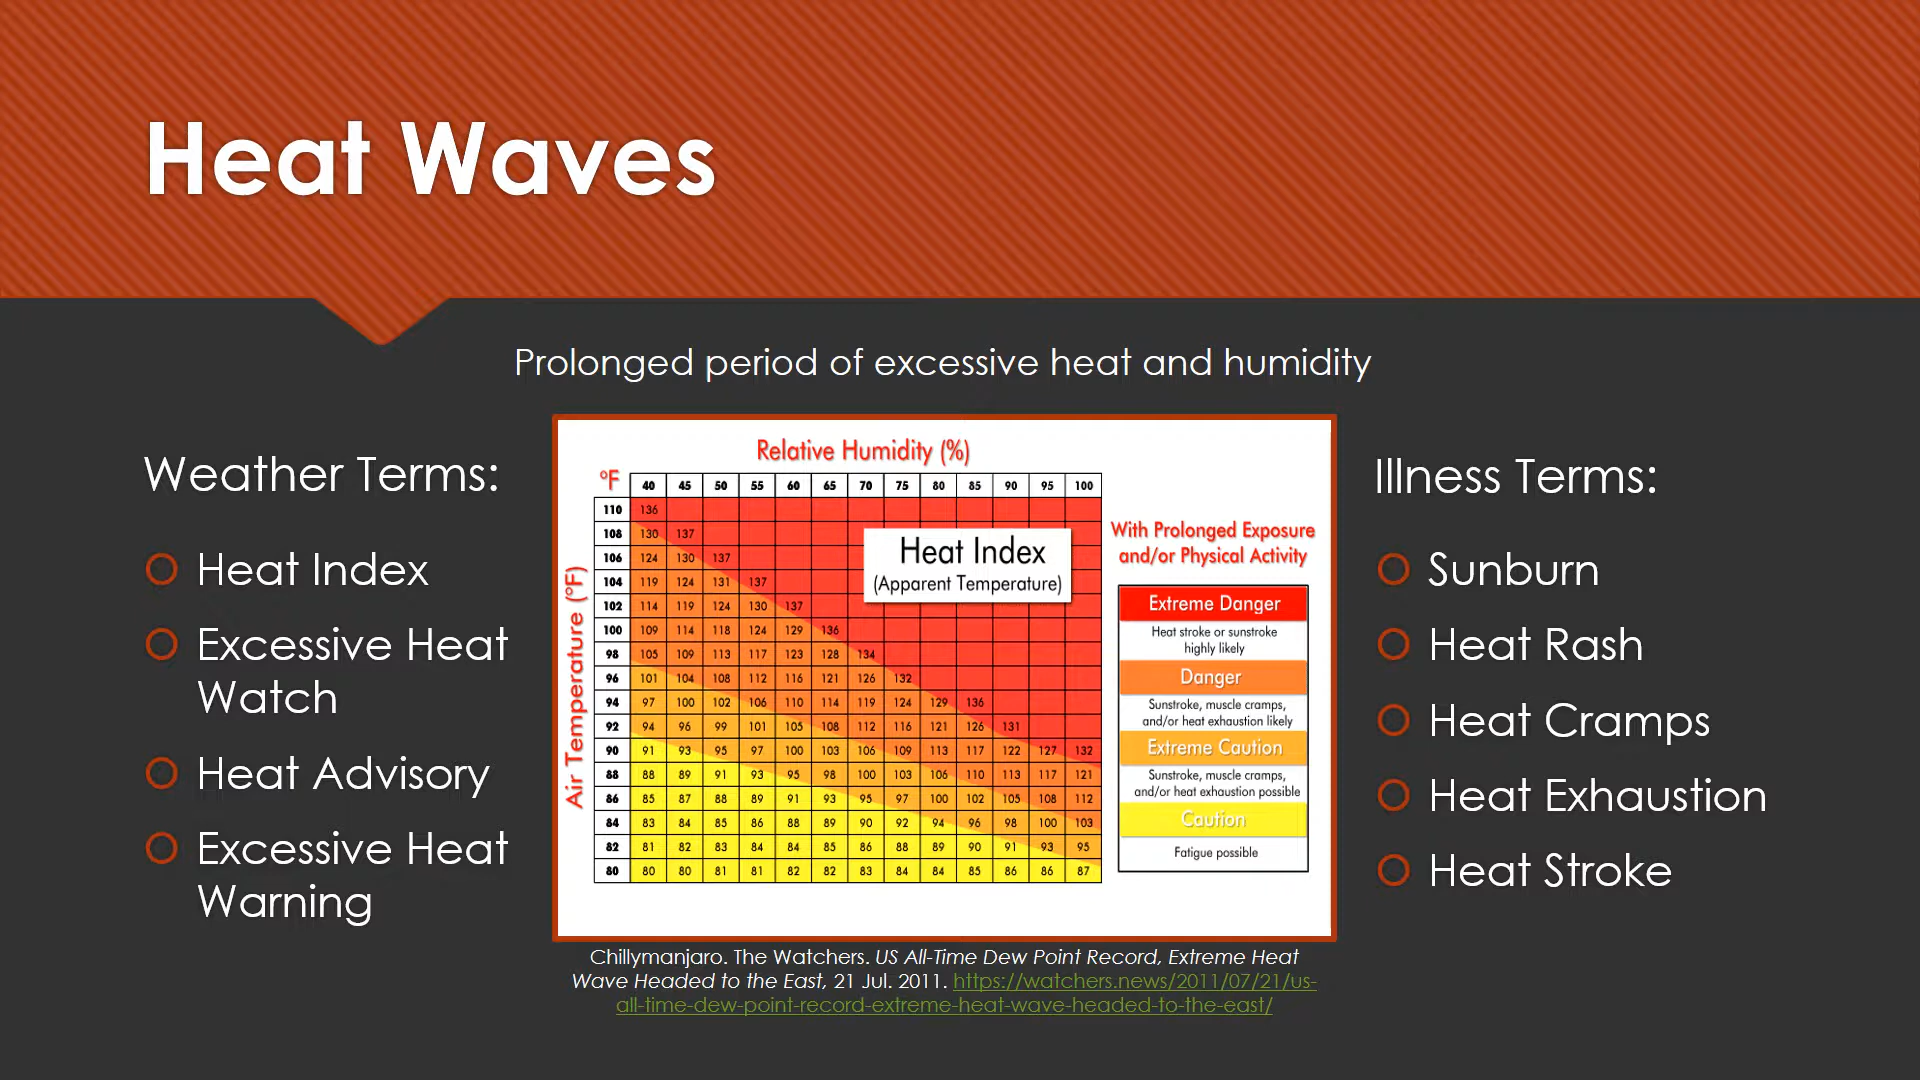 Heat Waves
Prolonged period of excessive heat and humidity
Weather Terms:
Heat Index
Excessive Heat
Watch
Heat Advisory
Excessive Heat
Warning
Relative Humidity (%)
°F 40 45 50 55 60 65 70 75 80 85 90 95 100
Air Temperature (°F)
110 136
108 130 137
106 124 130 137
104 119 124 131 137
102 114 119 124 130 137
100 109 114 118 124 129 136
98 105 109 113 117 123 128 134
96 101 104 108 112 116 121 126 132
94 97 100 102 106 110 114 119 124 129 136
92 94 96 99 101 105 108 112 116 121 126 131
90 91 93 95 97 100 103 106 109 113 117 122 127 132
88 88 89 91 93 95 98 100 103 106 110 113 117 121
86 85 87 88 89 91 93 95 97 100 102 105 108 112
84 83 84 85 86 88 89 90 92 94 96 98 100 103
82 81 82 83 84 84 85 86 88 89 90 91 93 95
80 80 80 81 81 82 82 83 84 84 85 86 86 87
Heat Index
(Apparent Temperature)
With Prolonged Exposure
and/or Physical Activity
Extreme Danger
Heat stroke or sunstroke
highly likely
Danger
Sunstroke, muscle cramps,
and/or heat exhaustion likely
Extreme Caution
Sunstroke, muscle cramps,
and/or heat exhaustion possible
Caution
Fatigue possible
Chillymanjaro. The Watchers. US All-Time Dew Point Record, Extreme Heat
Wave Headed to the East, 21 Jul. 2011. https://watchers.news/2011/07/21/us-
all-time-dew-point-record-extreme-heat-wave-headed-to-the-east/
Illness Terms:
Sunburn
Heat Rash
Heat Cramps
Heat Exhaustion
Heat Stroke